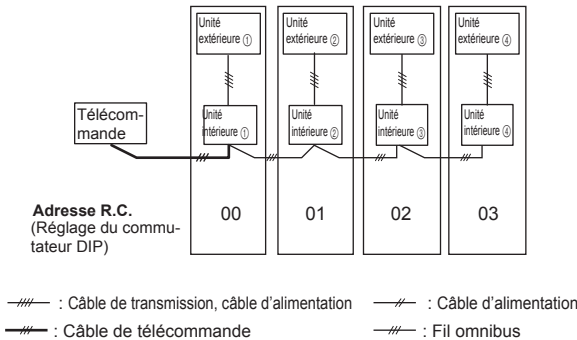 Unité
extérieure ①
Unité
extérieure ②
Unité
extérieure ③
Unité
extérieure ④
Télécom-
mande
Unité
intérieure ①
Unité
intérieure ②
Unité
intérieure ③
Unité
intérieure ④
Adresse R.C.
(Réglage du commu-
tateur DIP)
00
01
02
03
: Câble de transmission, câble d'alimentation
: Câble d'alimentation
: Câble de télécommande
: Fil omnibus